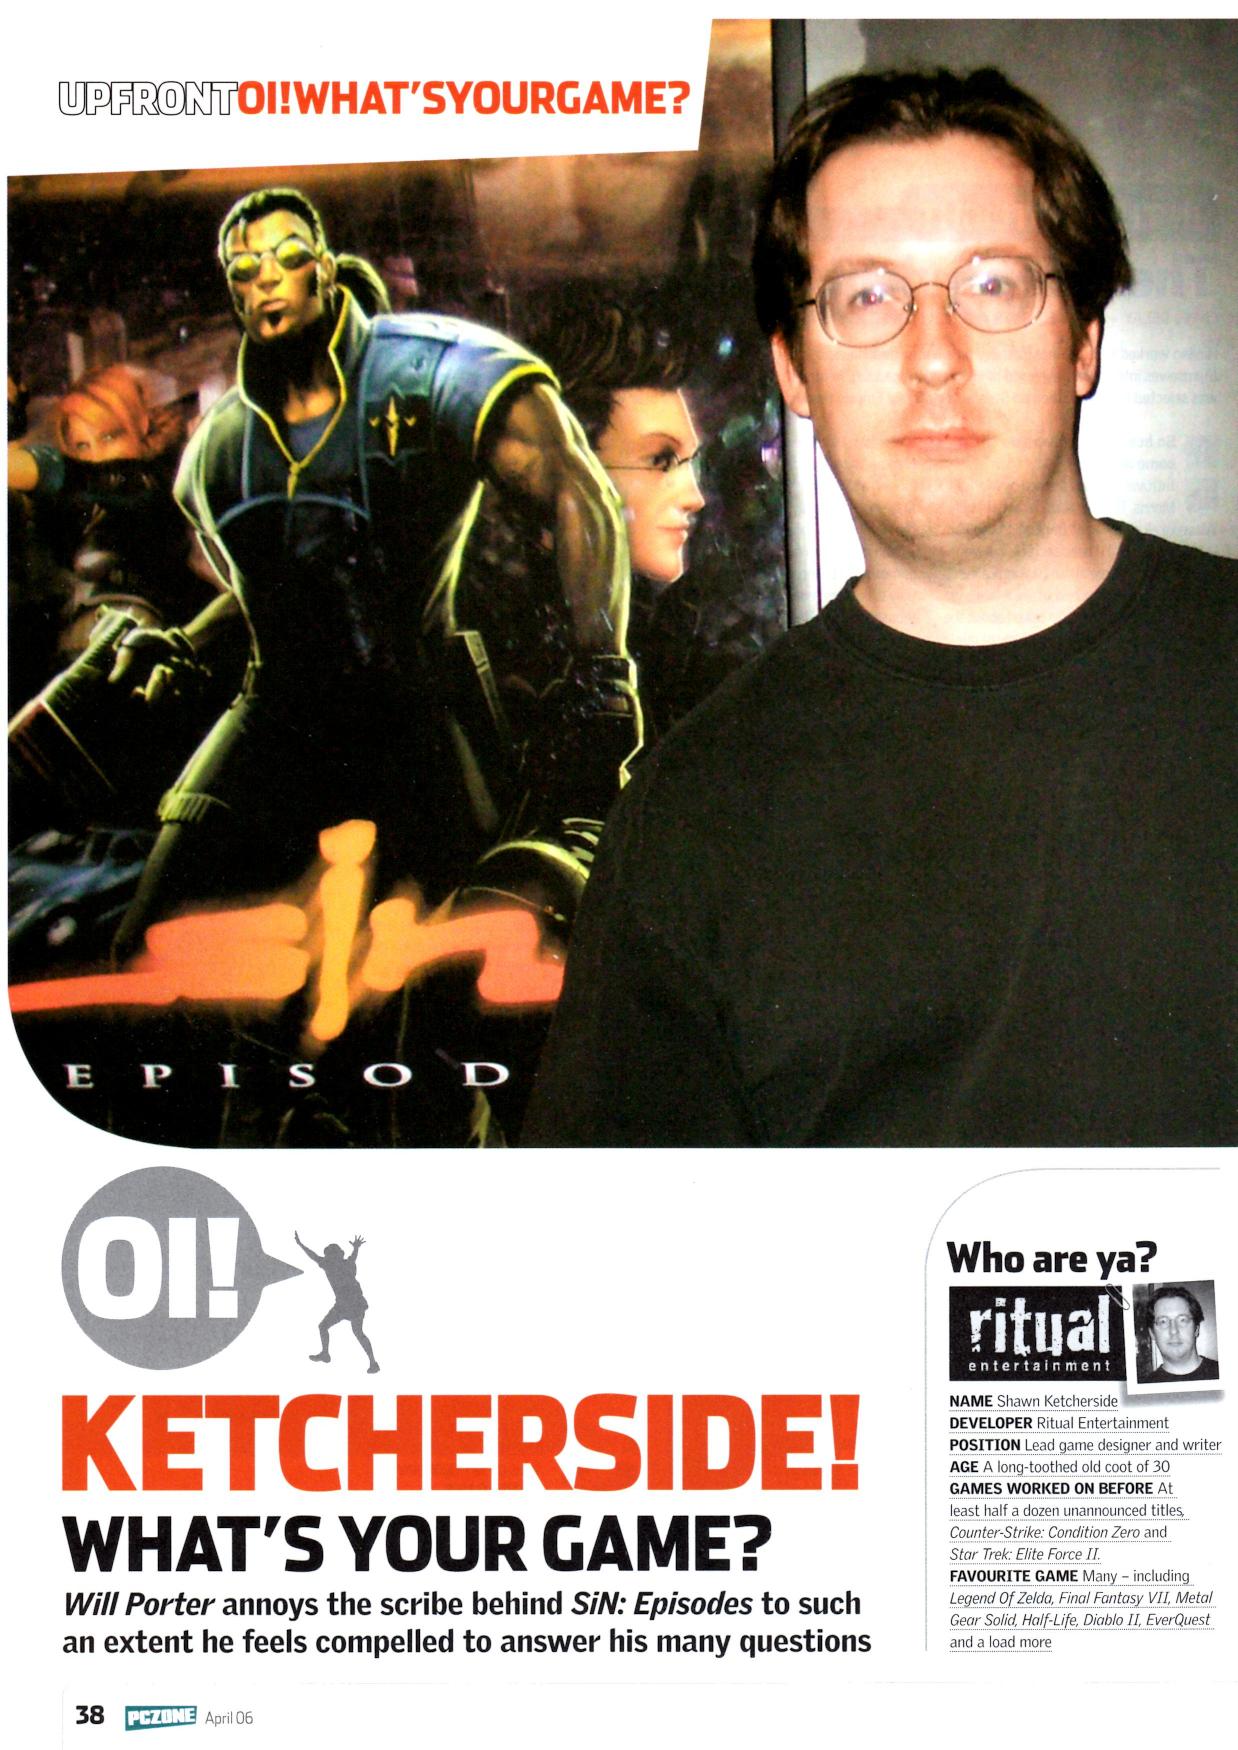 UPFRONTOI!WHAT'SYOURGAME?
sin
EPISOD
OI!
KETCHERSIDE!
WHAT'S YOUR GAME?
Will Porter annoys the scribe behind SiN: Episodes to such
an extent he feels compelled to answer his many questions
Who are ya?
ritual
entertainment
NAME Shawn Ketcherside
DEVELOPER Ritual Entertainment
POSITION Lead game designer and writer
AGE A long-toothed old coot of 30
GAMES WORKED ON BEFORE At
least half a dozen unannounced titles,
Counter-Strike: Condition Zero and
Star Trek: Elite Force II.
FAVOURITE GAME Many – including
Legend Of Zelda, Final Fantasy VII, Metal
Gear Solid, Half-Life, Diablo II, EverQuest
and a load more
38 PCZONE April 06